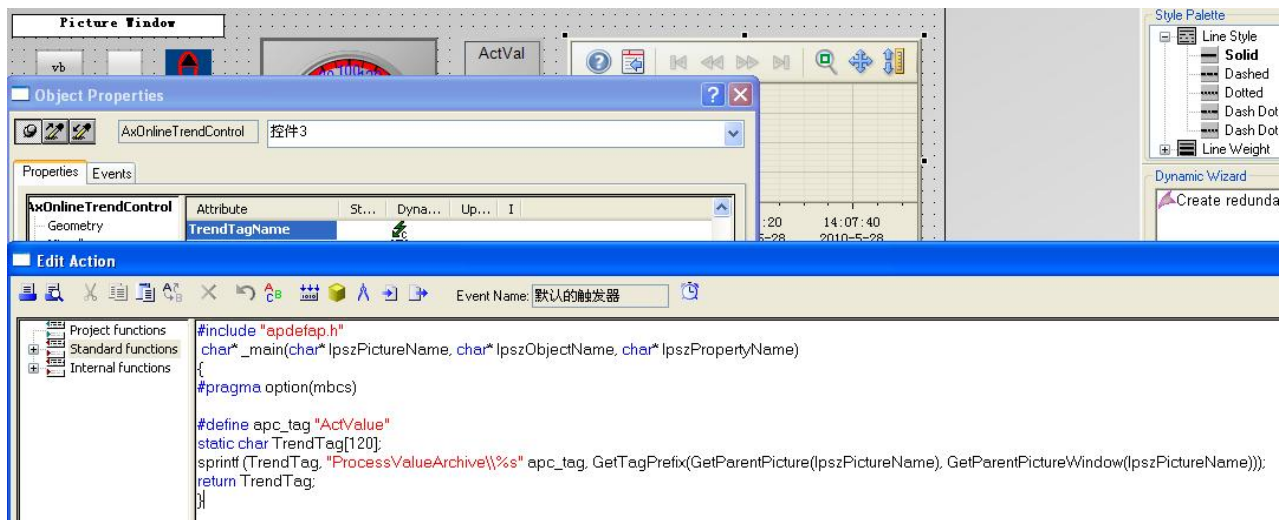 Picture Window
Style Palette
Line Style
Solid
Dashed
Dotted
Dash Dot
Dash Dot
Line Weight
Dynamic Wizard
Create redunda
vb
ActVal
Object Properties
AxOnlineTrendControl
控件3
Properties
Events
AxOnlineTrendControl
Geometry
Attribute St... Dyna... Up... I
TrendTagName
:20 14:07:40
5-28 2010-5-28
Edit Action
Event Name: 默认的触发器
Project functions
Standard functions
Internal functions
#include "apdefap.h"
char* _main(char* lpszPictureName, char* lpszObjectName, char* lpszPropertyName)
{
#pragma option(mbcs)
#define apc_tag "ActValue"
static char TrendTag[120];
sprintf (TrendTag, "ProcessValueArchive\\%s" apc_tag, GetTagPrefix(GetParentPicture(lpszPictureName), GetParentPictureWindow(lpszPictureName)));
return TrendTag;
}